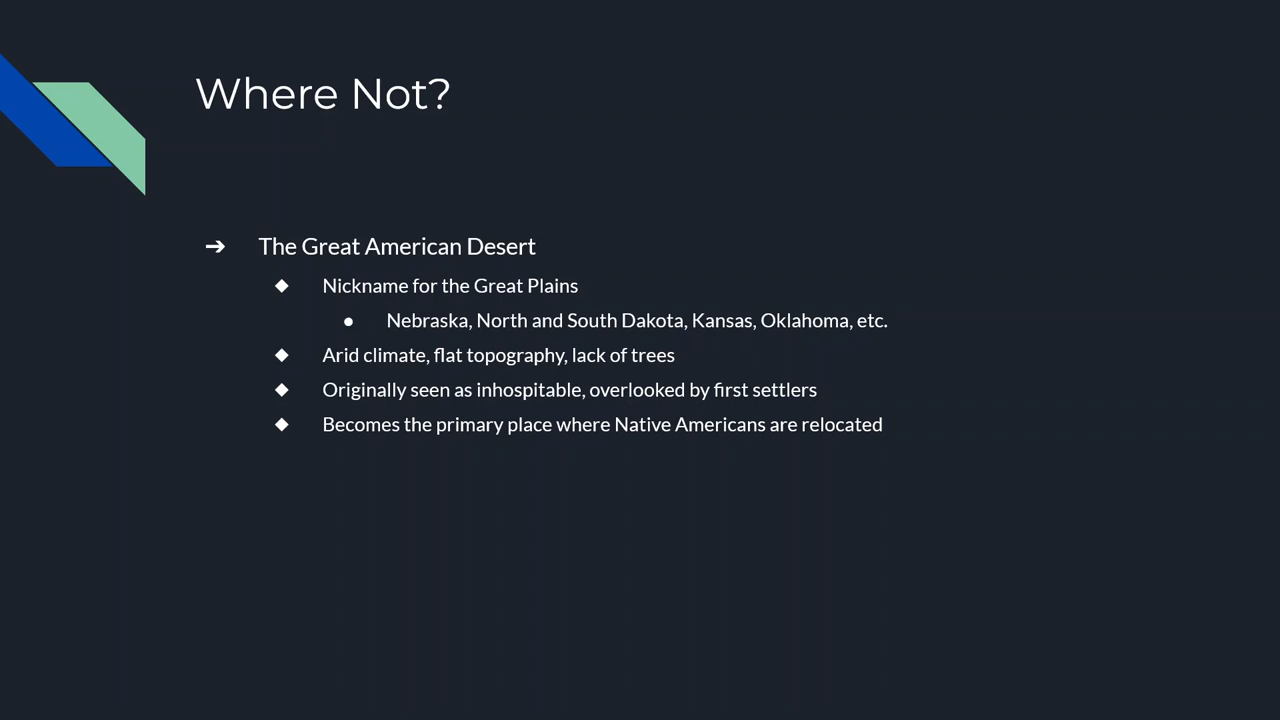 Where Not?
➔ The Great American Desert
◆ Nickname for the Great Plains
● Nebraska, North and South Dakota, Kansas, Oklahoma, etc.
◆ Arid climate, flat topography, lack of trees
◆ Originally seen as inhospitable, overlooked by first settlers
◆ Becomes the primary place where Native Americans are relocated